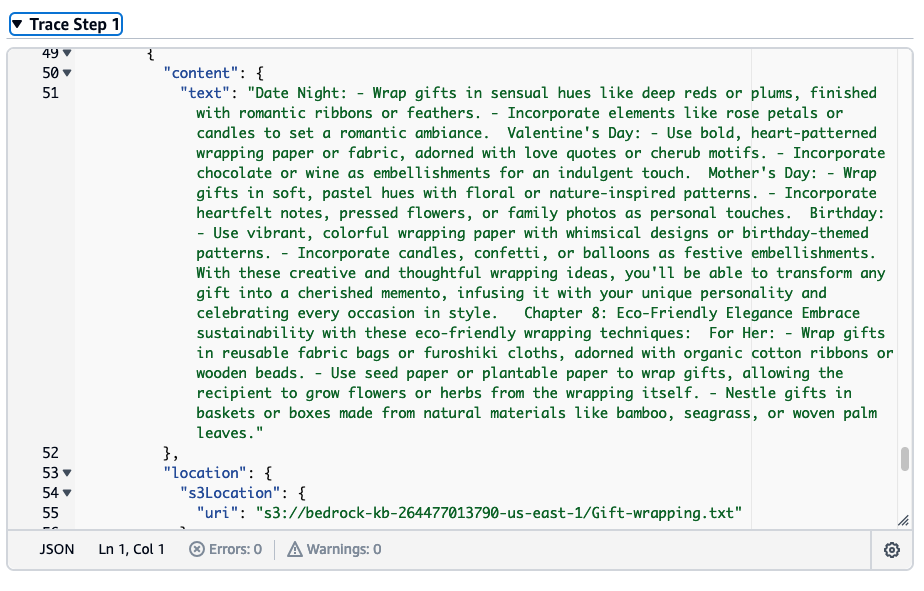 Trace Step 1
49 {
50 "content": {
51 "text": "Date Night: - Wrap gifts in sensual hues like deep reds or plums, finished
with romantic ribbons or feathers. - Incorporate elements like rose petals or
candles to set a romantic ambiance.  Valentine's Day: - Use bold, heart-patterned
wrapping paper or fabric, adorned with love quotes or cherub motifs. - Incorporate
chocolate or wine as embellishments for an indulgent touch.  Mother's Day: - Wrap
gifts in soft, pastel hues with floral or nature-inspired patterns. - Incorporate
heartfelt notes, pressed flowers, or family photos as personal touches.  Birthday:
- Use vibrant, colorful wrapping paper with whimsical designs or birthday-themed
patterns. - Incorporate candles, confetti, or balloons as festive embellishments.
With these creative and thoughtful wrapping ideas, you'll be able to transform any
gift into a cherished memento, infusing it with your unique personality and
celebrating every occasion in style.   Chapter 8: Eco-Friendly Elegance Embrace
sustainability with these eco-friendly wrapping techniques:  For Her: - Wrap gifts
in reusable fabric bags or furoshiki cloths, adorned with organic cotton ribbons or
wooden beads. - Use seed paper or plantable paper to wrap gifts, allowing the
recipient to grow flowers or herbs from the wrapping itself. - Nestle gifts in
baskets or boxes made from natural materials like bamboo, seagrass, or woven palm
leaves."
52 },
53 "location": {
54 "s3Location": {
55 "uri": "s3://bedrock-kb-264477013790-us-east-1/Gift-wrapping.txt"
JSON Ln 1, Col 1 Errors: 0 Warnings: 0